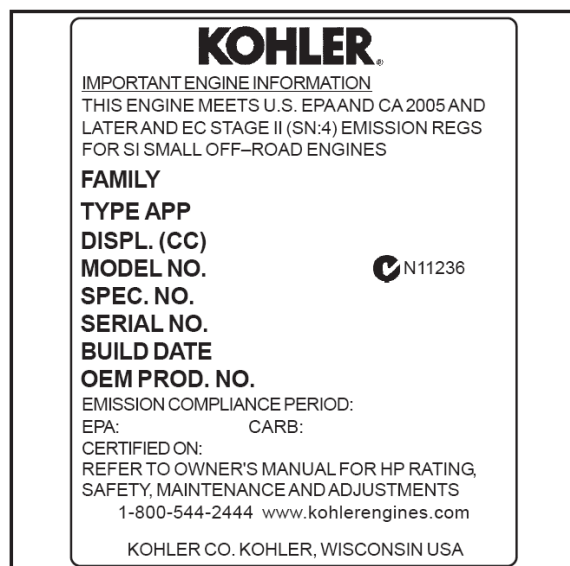 KOHLER®
IMPORTANT ENGINE INFORMATION
THIS ENGINE MEETS U.S. EPA AND CA 2005 AND
LATER AND EC STAGE II (SN:4) EMISSION REGS
FOR SI SMALL OFF–ROAD ENGINES
FAMILY
TYPE APP
DISPL. (CC)
MODEL NO. N11236
SPEC. NO.
SERIAL NO.
BUILD DATE
OEM PROD. NO.
EMISSION COMPLIANCE PERIOD:
EPA: CARB:
CERTIFIED ON:
REFER TO OWNER'S MANUAL FOR HP RATING,
SAFETY, MAINTENANCE AND ADJUSTMENTS
1-800-544-2444 www.kohlerengines.com
KOHLER CO. KOHLER, WISCONSIN USA